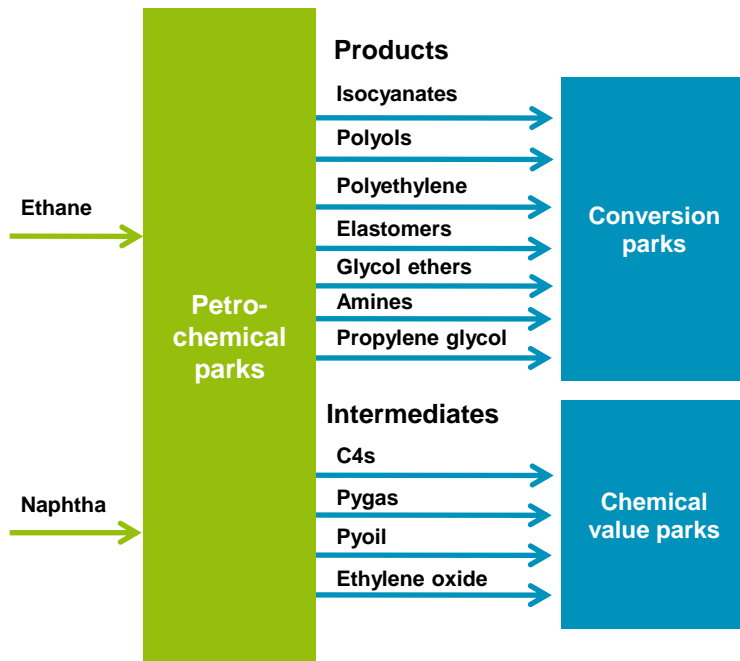 Products
Isocyanates
Polyols
Polyethylene
Elastomers
Glycol ethers
Amines
Propylene glycol
Ethane
Naphtha
Petro-
chemical
parks
Conversion
parks
Intermediates
C4s
Pygas
Pyoil
Ethylene oxide
Chemical
value parks